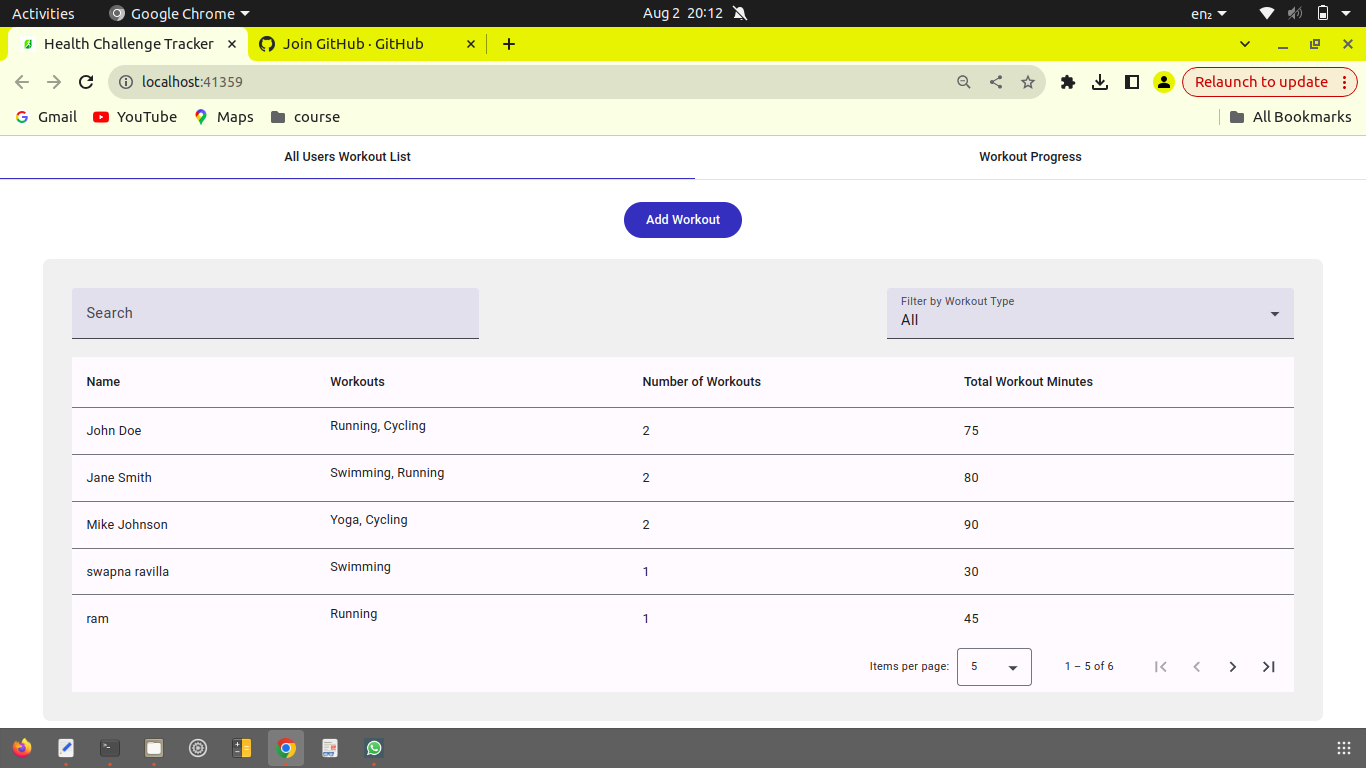 Activities Google Chrome Aug 2 20:12 en₂
Health Challenge Tracker Join GitHub · GitHub
localhost:41359 Relaunch to update
Gmail YouTube Maps course All Bookmarks
All Users Workout List Workout Progress
Add Workout
Search
Filter by Workout Type
All
Name Workouts Number of Workouts Total Workout Minutes
John Doe Running, Cycling 2 75
Jane Smith Swimming, Running 2 80
Mike Johnson Yoga, Cycling 2 90
swapna ravilla Swimming 1 30
ram Running 1 45
Items per page: 5 1 – 5 of 6